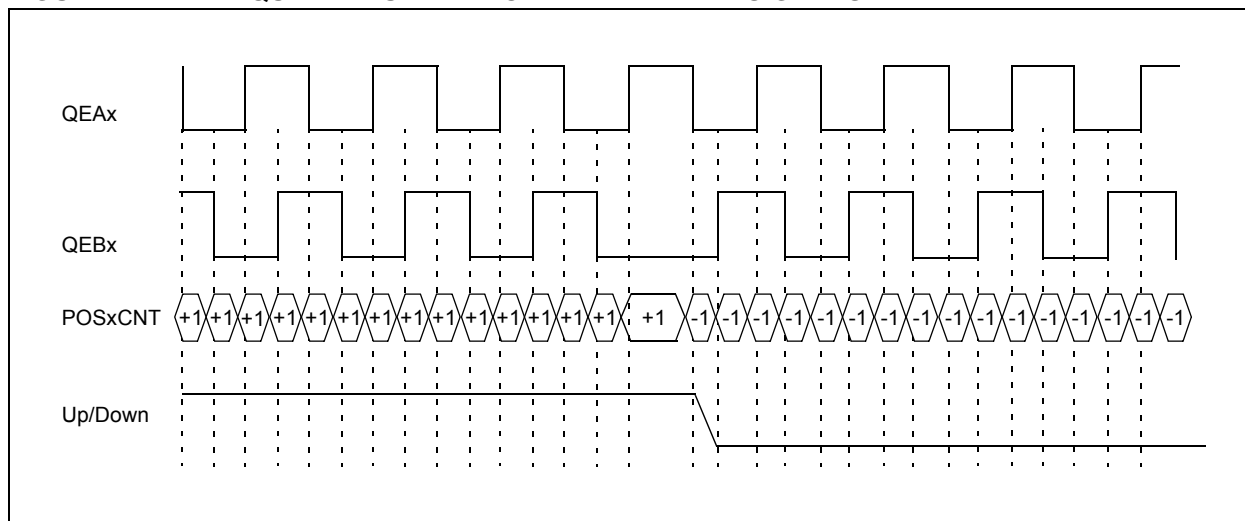 QEAx
QEBx
POSxCNT +1 +1 +1 +1 +1 +1 +1 +1 +1 +1 +1 +1 +1 +1 +1 -1 -1 -1 -1 -1 -1 -1 -1 -1 -1 -1 -1 -1 -1 -1 -1
Up/Down